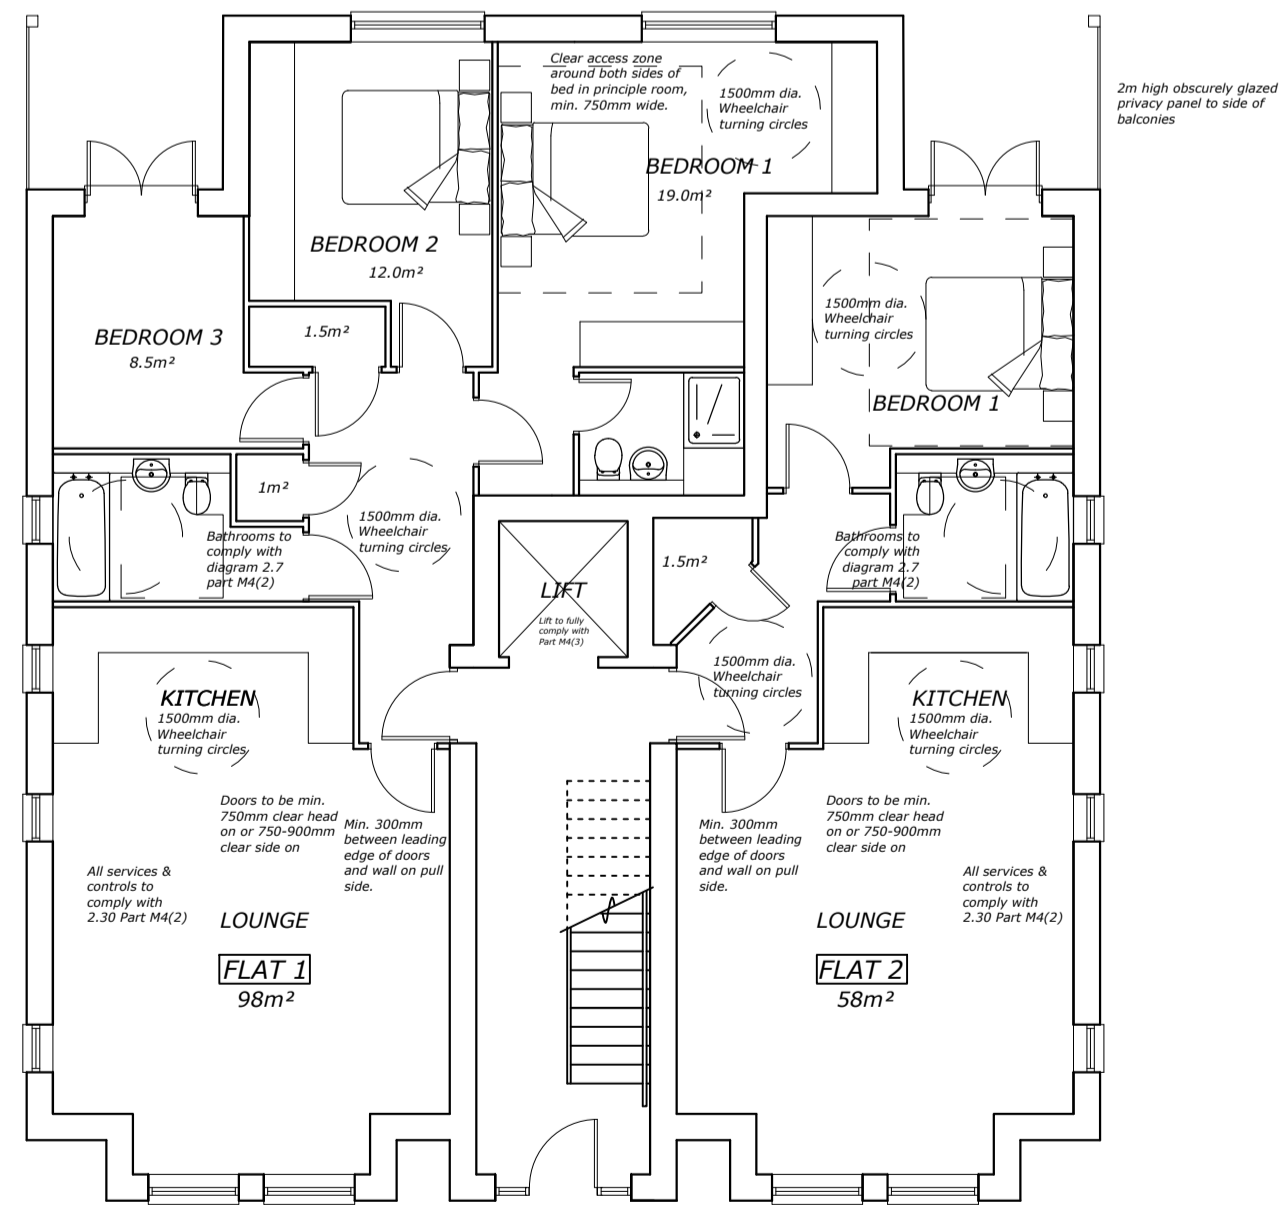 Clear access zone
around both sides of
bed in principle room,
min. 750mm wide.
1500mm dia.
Wheelchair
turning circles
2m high obscurely glazed
privacy panel to side of
balconies
BEDROOM 1
19.0m²
BEDROOM 2
12.0m²
BEDROOM 3
8.5m²
1.5m²
1500mm dia.
Wheelchair
turning circles
BEDROOM 1
1m²
1500mm dia.
Wheelchair
turning circles
Bathrooms to
comply with
diagram 2.7
part M4(2)
LIFT
Lift to fully
comply with
Part M4(3)
1.5m²
Bathrooms to
comply with
diagram 2.7
part M4(2)
1500mm dia.
Wheelchair
turning circles
KITCHEN
1500mm dia.
Wheelchair
turning circles
KITCHEN
1500mm dia.
Wheelchair
turning circles
Doors to be min.
750mm clear head
on or 750-900mm
clear side on
Min. 300mm
between leading
edge of doors
and wall on pull
side.
All services &
controls to
comply with
2.30 Part M4(2)
LOUNGE
FLAT 1
98m²
Min. 300mm
between leading
edge of doors
and wall on pull
side.
Doors to be min.
750mm clear head
on or 750-900mm
clear side on
All services &
controls to
comply with
2.30 Part M4(2)
LOUNGE
FLAT 2
58m²